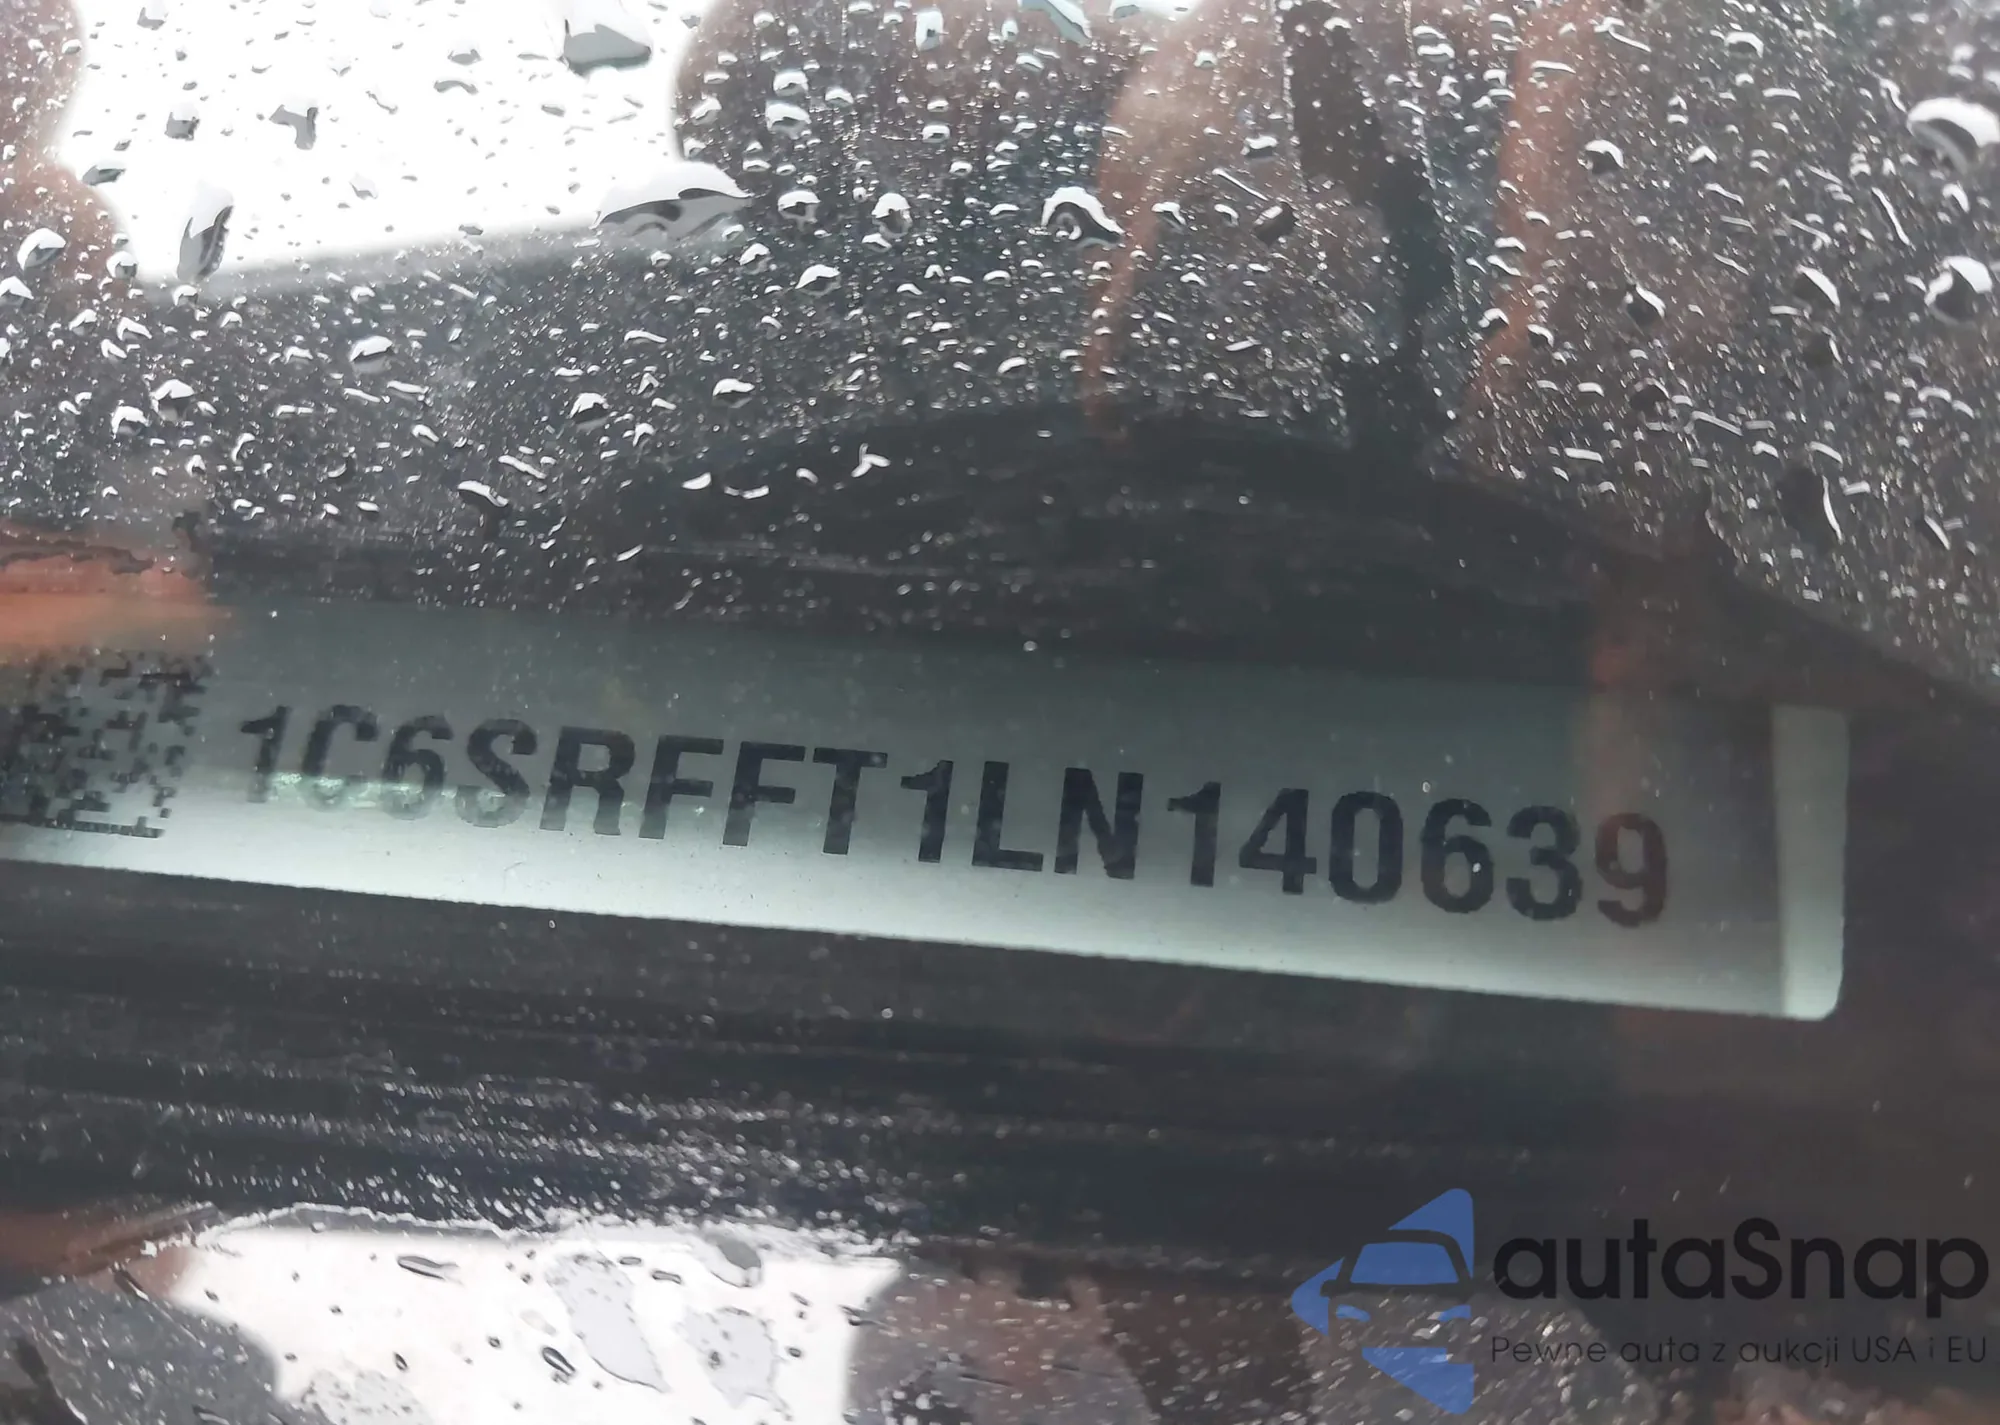 1C6SRFFT1LN140639
autaSnap
Pewne auta z aukcji USA i EU